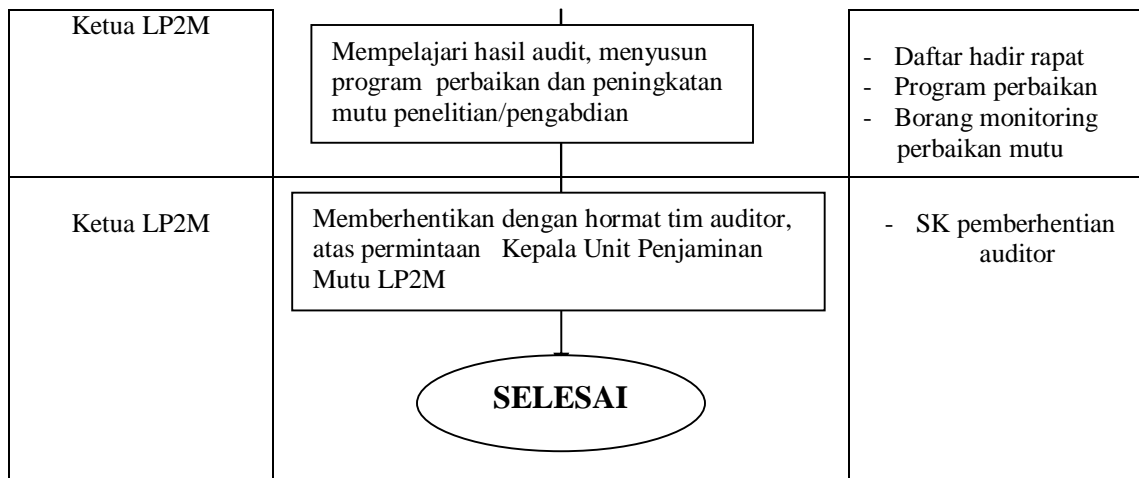 Ketua LP2M
Mempelajari hasil audit, menyusun
program perbaikan dan peningkatan
mutu penelitian/pengabdian
- Daftar hadir rapat
- Program perbaikan
- Borang monitoring
perbaikan mutu
Ketua LP2M
Memberhentikan dengan hormat tim auditor,
atas permintaan Kepala Unit Penjaminan
Mutu LP2M
- SK pemberhentian
auditor
SELESAI